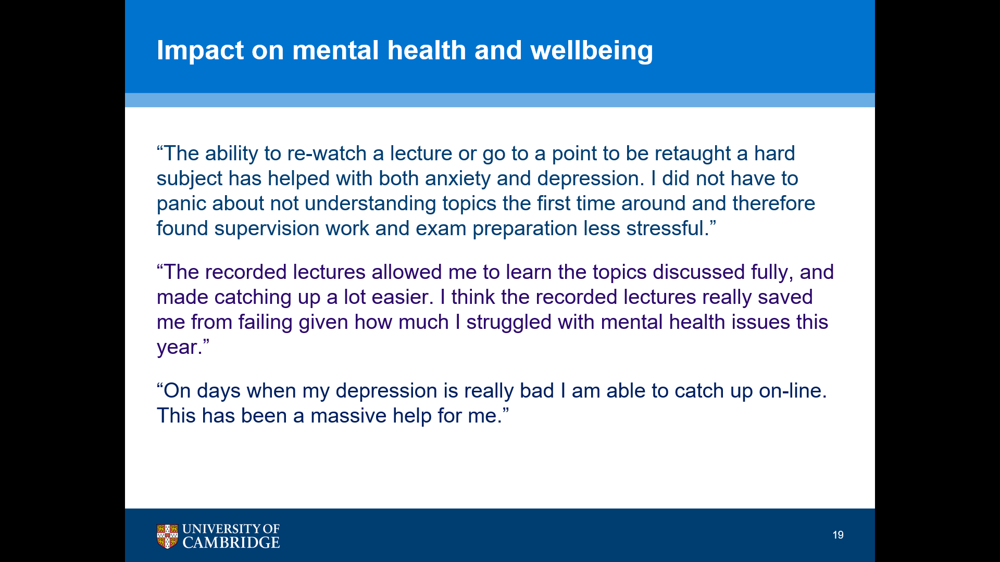 Impact on mental health and wellbeing
“The ability to re-watch a lecture or go to a point to be retaught a hard
subject has helped with both anxiety and depression. I did not have to
panic about not understanding topics the first time around and therefore
found supervision work and exam preparation less stressful.”
“The recorded lectures allowed me to learn the topics discussed fully, and
made catching up a lot easier. I think the recorded lectures really saved
me from failing given how much I struggled with mental health issues this
year.”
“On days when my depression is really bad I am able to catch up on-line.
This has been a massive help for me.”
UNIVERSITY OF
CAMBRIDGE
19